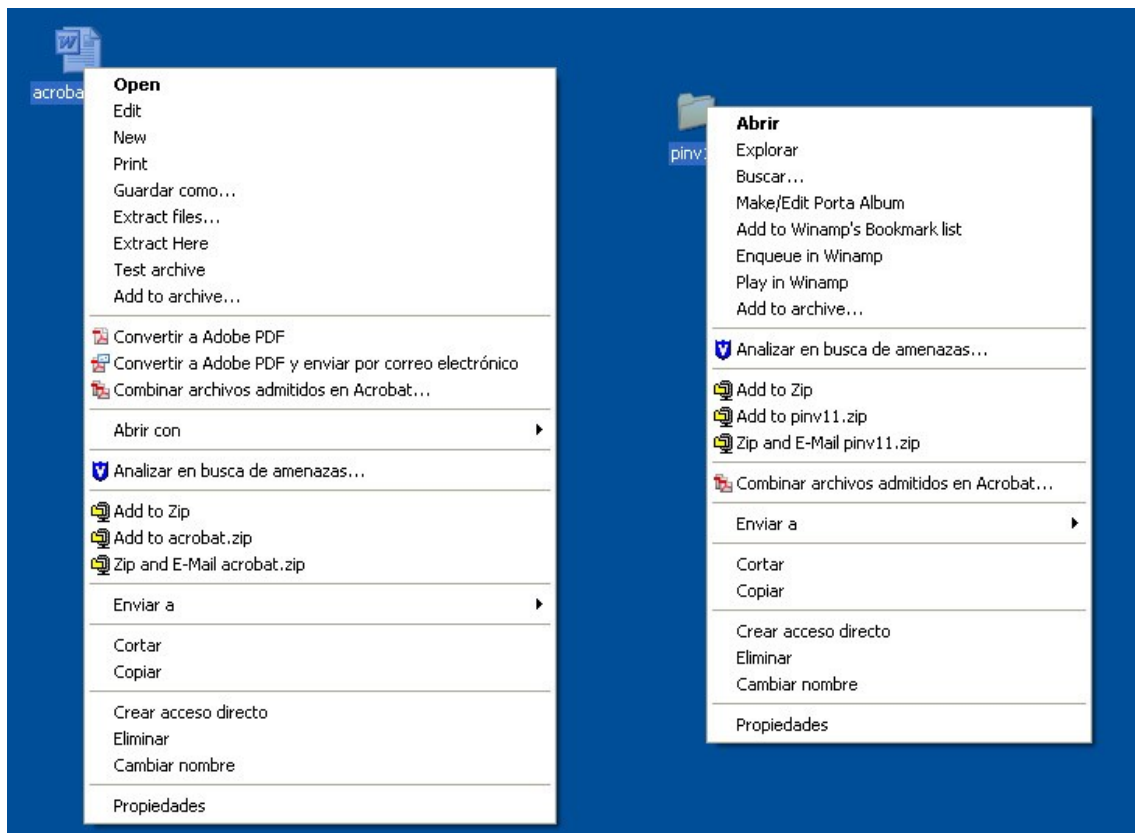 acroba
Open
Edit
New
Print
Guardar como...
Extract files...
Extract Here
Test archive
Add to archive...
Convertir a Adobe PDF
Convertir a Adobe PDF y enviar por correo electrónico
Combinar archivos admitidos en Acrobat...
Abrir con
Analizar en busca de amenazas...
Add to Zip
Add to acrobat.zip
Zip and E-Mail acrobat.zip
Enviar a
Cortar
Copiar
Crear acceso directo
Eliminar
Cambiar nombre
Propiedades
pinv1
Abrir
Explorar
Buscar...
Make/Edit Porta Album
Add to Winamp's Bookmark list
Enqueue in Winamp
Play in Winamp
Add to archive...
Analizar en busca de amenazas...
Add to Zip
Add to pinv11.zip
Zip and E-Mail pinv11.zip
Combinar archivos admitidos en Acrobat...
Enviar a
Cortar
Copiar
Crear acceso directo
Eliminar
Cambiar nombre
Propiedades